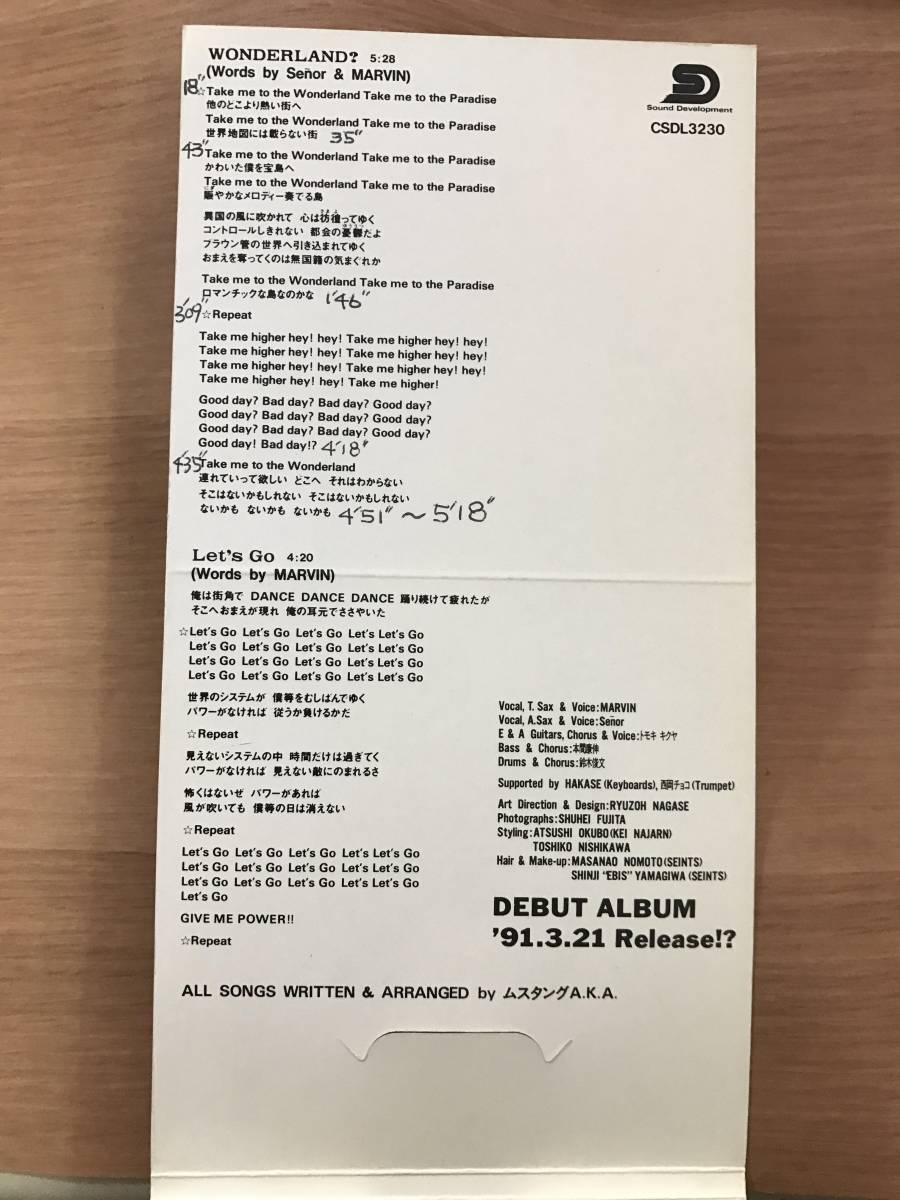 WONDERLAND? 5:28
(Words by Señor & MARVIN)
18" ☆Take me to the Wonderland Take me to the Paradise
他のとこより熱い街へ
Take me to the Wonderland Take me to the Paradise
世界地図には載らない街 35"
43" Take me to the Wonderland Take me to the Paradise
かわいた僕を宝島へ
Take me to the Wonderland Take me to the Paradise
賑やかなメロディー奏でる島
異国の風に吹かれて 心は彷徨ってゆく
コントロールしきれない 都会の憂鬱だよ
ブラウン管の世界へ引き込まれてゆく
おまえを奪ってくのは無国籍の気まぐれか
Take me to the Wonderland Take me to the Paradise
ロマンチックな島なのかな 1'46"
3'09" ☆Repeat
Take me higher hey! hey! Take me higher hey! hey!
Take me higher hey! hey! Take me higher hey! hey!
Take me higher hey! hey! Take me higher hey! hey!
Take me higher hey! hey! Take me higher!
Good day? Bad day? Bad day? Good day?
Good day? Bad day? Bad day? Good day?
Good day? Bad day? Bad day? Good day?
Good day! Bad day!? 4'18"
4'35" Take me to the Wonderland
連れていって欲しい どこへ それはわからない
そこはないかもしれない そこはないかもしれない
ないかも ないかも ないかも 4'51" ～ 5'18"
Let's Go 4:20
(Words by MARVIN)
俺は街角で DANCE DANCE DANCE 踊り続けて疲れたが
そこへおまえが現れ 俺の耳元でささやいた
☆Let's Go Let's Go Let's Go Let's Let's Go
Let's Go Let's Go Let's Go Let's Let's Go
Let's Go Let's Go Let's Go Let's Let's Go
Let's Go Let's Go Let's Go Let's Let's Go
世界のシステムが 僕等をむしばんでゆく
パワーがなければ 従うか負けるかだ
☆Repeat
見えないシステムの中 時間だけは過ぎてく
パワーがなければ 見えない敵にのまれるさ
怖くはないぜ パワーがあれば
風が吹いても 僕等の日は消えない
☆Repeat
Let's Go Let's Go Let's Go Let's Let's Go
Let's Go Let's Go Let's Go Let's Let's Go
Let's Go Let's Go Let's Go Let's Let's Go
Let's Go
GIVE ME POWER!!
☆Repeat
Sound Development
CSDL3230
Vocal, T. Sax & Voice:MARVIN
Vocal, A.Sax & Voice:Señor
E & A Guitars, Chorus & Voice:トモキ キクヤ
Bass & Chorus:本間康伸
Drums & Chorus:鈴木俊文
Supported by HAKASE(Keyboards), 西岡チョコ(Trumpet)
Art Direction & Design:RYUZOH NAGASE
Photographs:SHUHEI FUJITA
Styling:ATSUSHI OKUBO(KEI NAJARN)
TOSHIKO NISHIKAWA
Hair & Make-up:MASANAO NOMOTO(SEINTS)
SHINJI "EBIS" YAMAGIWA (SEINTS)
DEBUT ALBUM
'91.3.21 Release!?
ALL SONGS WRITTEN & ARRANGED by ムスタングA.K.A.